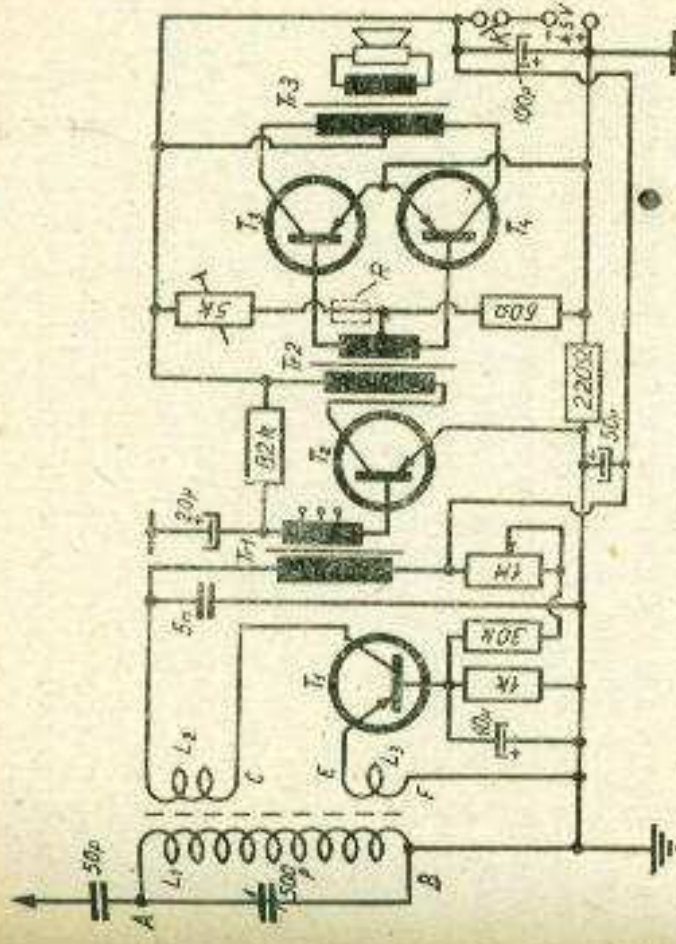 50p
A
L1
500p
B
L2
C
E
L3
F
T1
5n
10µ
+
1k
30k
1M
Tr1
20µ
+
82k
T2
50µ
Tr2
220Ω
5k
R
60Ω
T3
T4
Tr3
100µ
+
- 4,5V +